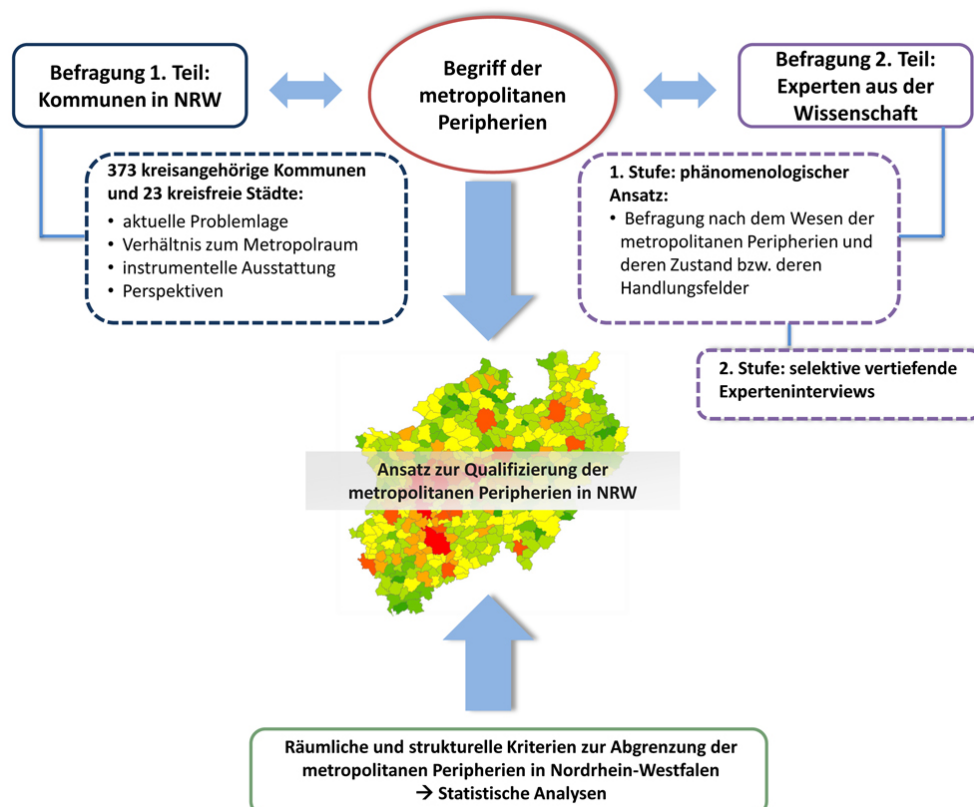 Befragung 1. Teil:
Kommunen in NRW
Begriff der
metropolitanen
Peripherien
Befragung 2. Teil:
Experten aus der
Wissenschaft
373 kreisangehörige Kommunen
und 23 kreisfreie Städte:
• aktuelle Problemlage
• Verhältnis zum Metropolraum
• instrumentelle Ausstattung
• Perspektiven
1. Stufe: phänomenologischer
Ansatz:
• Befragung nach dem Wesen der
metropolitanen Peripherien und
deren Zustand bzw. deren
Handlungsfelder
2. Stufe: selektive vertiefende
Experteninterviews
Ansatz zur Qualifizierung der
metropolitanen Peripherien in NRW
Räumliche und strukturelle Kriterien zur Abgrenzung der
metropolitanen Peripherien in Nordrhein-Westfalen
→ Statistische Analysen